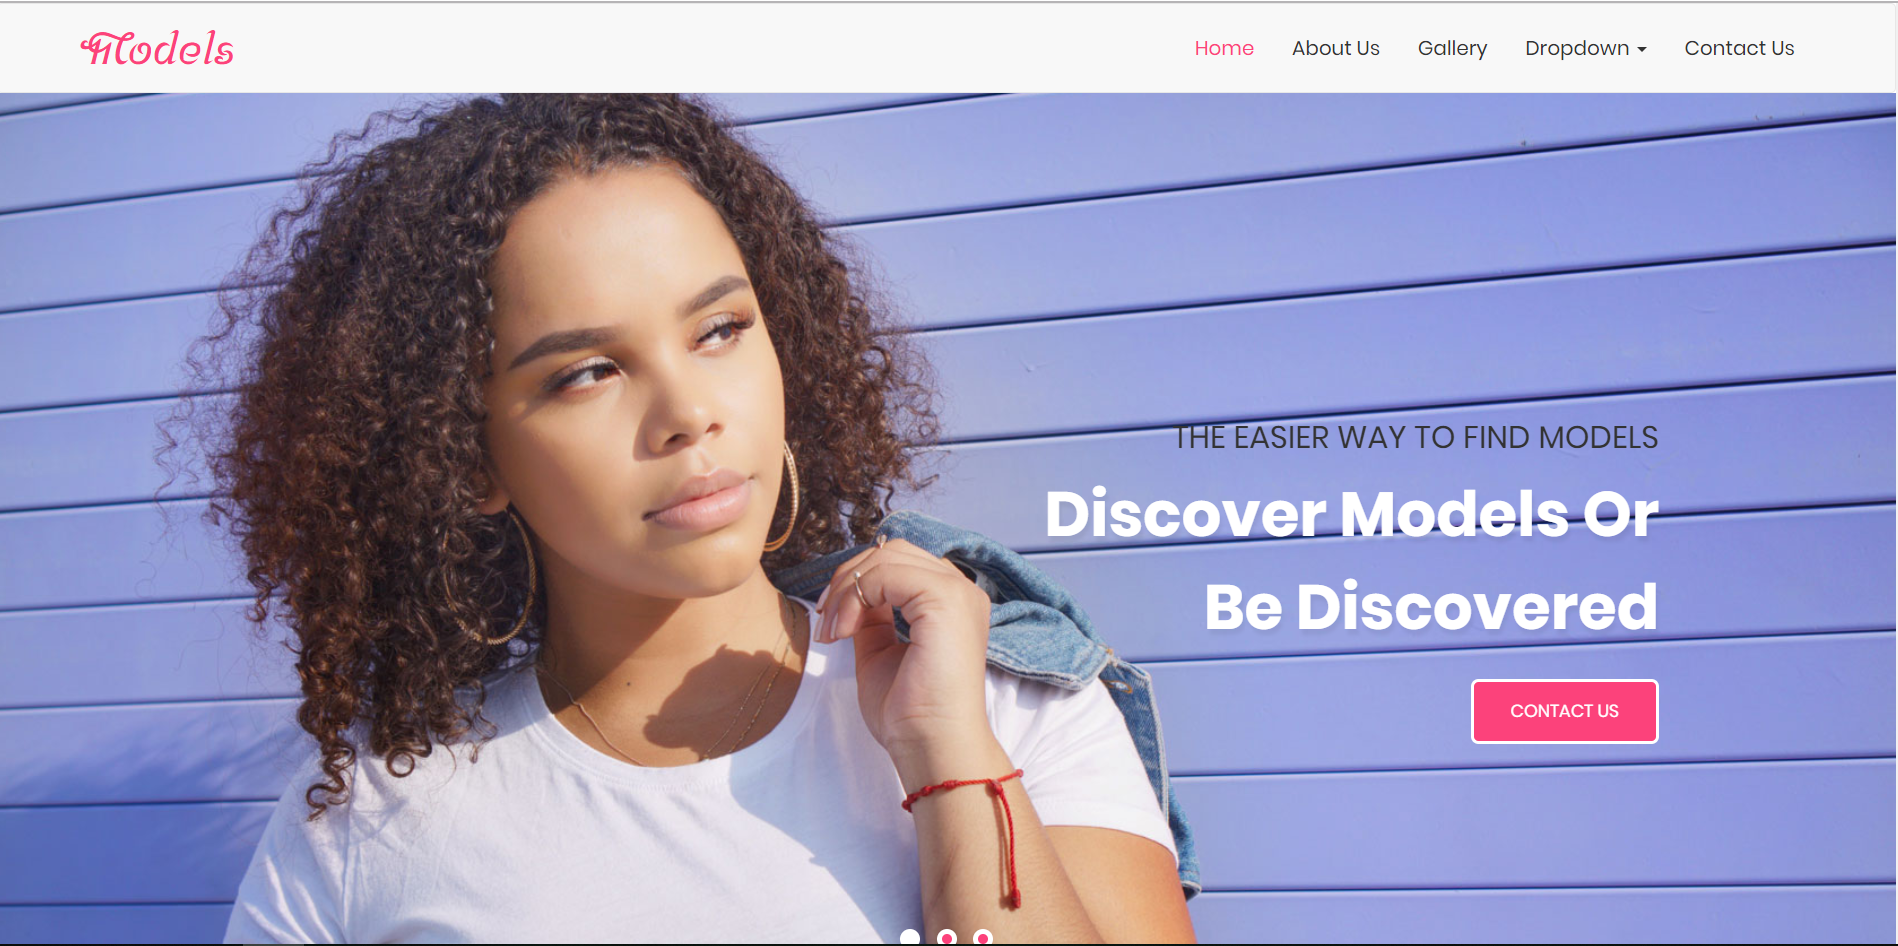 Models
Home About Us Gallery Dropdown Contact Us
THE EASIER WAY TO FIND MODELS
Discover Models Or
Be Discovered
CONTACT US